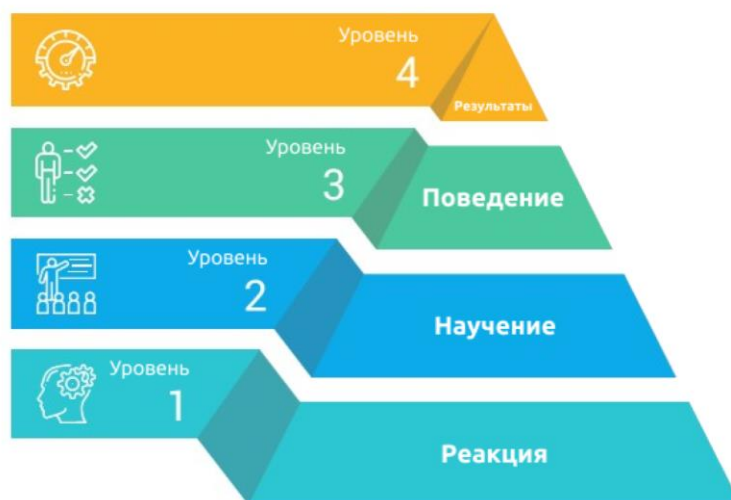 Уровень
4
Результаты
Уровень
3
Поведение
Уровень
2
Научение
Уровень
1
Реакция